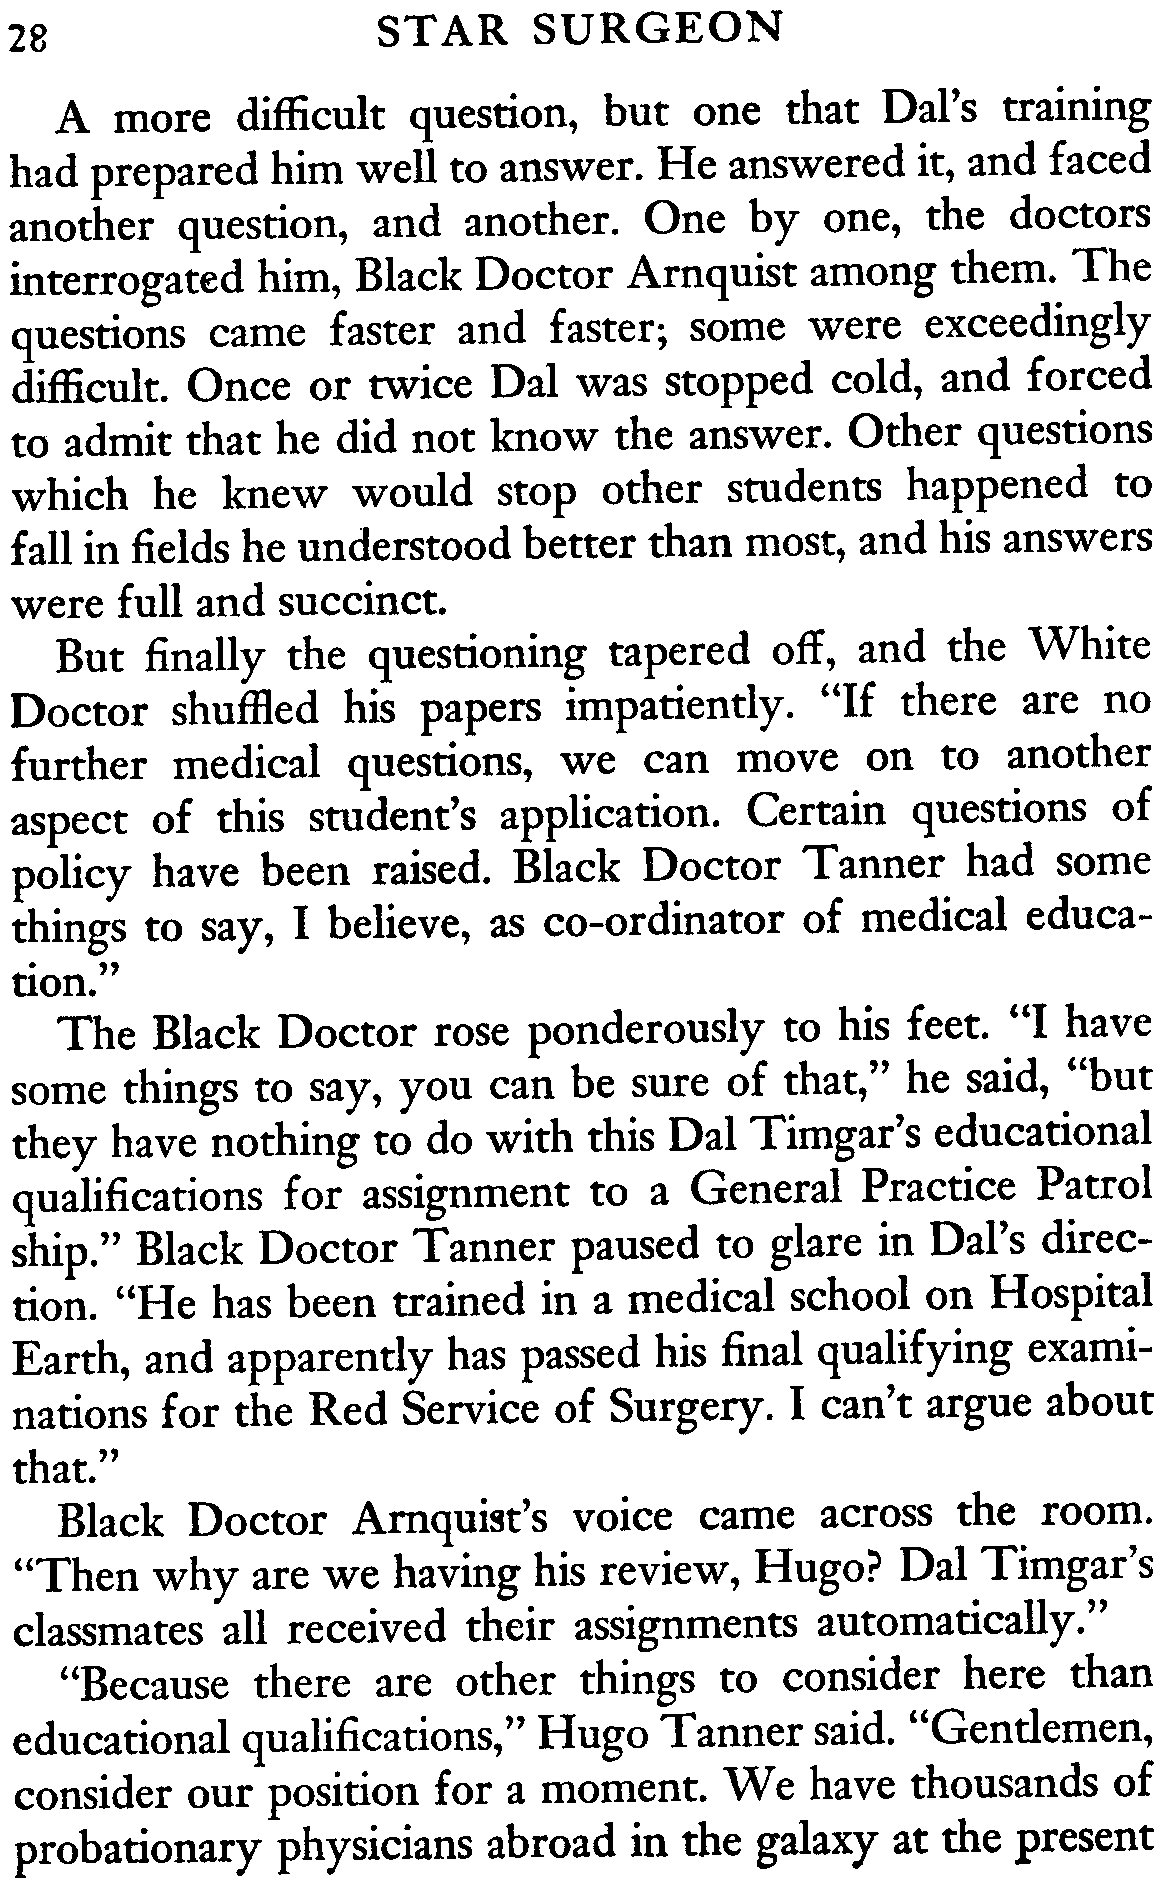 28 STAR SURGEON
A more difficult question, but one that Dal's training
had prepared him well to answer. He answered it, and faced
another question, and another. One by one, the doctors
interrogated him, Black Doctor Arnquist among them. The
questions came faster and faster; some were exceedingly
difficult. Once or twice Dal was stopped cold, and forced
to admit that he did not know the answer. Other questions
which he knew would stop other students happened to
fall in fields he understood better than most, and his answers
were full and succinct.
But finally the questioning tapered off, and the White
Doctor shuffled his papers impatiently. “If there are no
further medical questions, we can move on to another
aspect of this student's application. Certain questions of
policy have been raised. Black Doctor Tanner had some
things to say, I believe, as co-ordinator of medical educa-
tion.”
The Black Doctor rose ponderously to his feet. “I have
some things to say, you can be sure of that,” he said, “but
they have nothing to do with this Dal Timgar's educational
qualifications for assignment to a General Practice Patrol
ship.” Black Doctor Tanner paused to glare in Dal's direc-
tion. “He has been trained in a medical school on Hospital
Earth, and apparently has passed his final qualifying exami-
nations for the Red Service of Surgery. I can't argue about
that.”
Black Doctor Arnquist's voice came across the room.
“Then why are we having his review, Hugo? Dal Timgar's
classmates all received their assignments automatically.”
“Because there are other things to consider here than
educational qualifications,” Hugo Tanner said. “Gentlemen,
consider our position for a moment. We have thousands of
probationary physicians abroad in the galaxy at the present